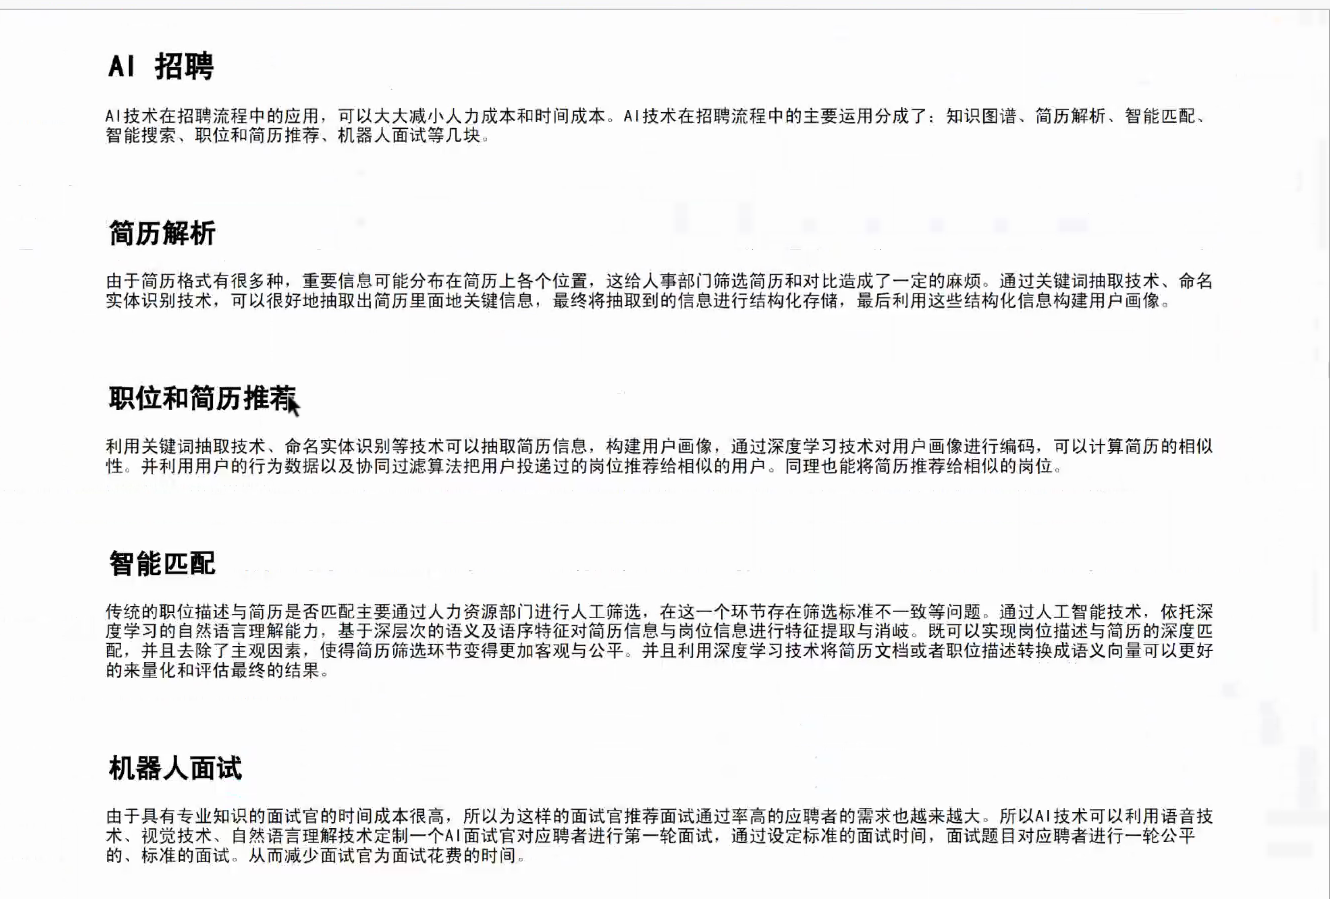 AI 招聘
AI技术在招聘流程中的应用，可以大大减小人力成本和时间成本。AI技术在招聘流程中的主要运用分成了：知识图谱、简历解析、智能匹配、
智能搜索、职位和简历推荐、机器人面试等几块。
简历解析
由于简历格式有很多种，重要信息可能分布在简历上各个位置，这给人事部门筛选简历和对比造成了一定的麻烦。通过关键词抽取技术、命名
实体识别技术，可以很好地抽取出简历里面地关键信息，最终将抽取到的信息进行结构化存储，最后利用这些结构化信息构建用户画像。
职位和简历推荐
利用关键词抽取技术、命名实体识别等技术可以抽取简历信息，构建用户画像，通过深度学习技术对用户画像进行编码，可以计算简历的相似
性。并利用用户的行为数据以及协同过滤算法把用户投递过的岗位推荐给相似的用户。同理也能将简历推荐给相似的岗位。
智能匹配
传统的职位描述与简历是否匹配主要通过人力资源部门进行人工筛选，在这一个环节存在筛选标准不一致等问题。通过人工智能技术，依托深
度学习的自然语言理解能力，基于深层次的语义及语序特征对简历信息与岗位信息进行特征提取与消岐。既可以实现岗位描述与简历的深度匹
配，并且去除了主观因素，使得简历筛选环节变得更加客观与公平。并且利用深度学习技术将简历文档或者职位描述转换成语义向量可以更好
的来量化和评估最终的结果。
机器人面试
由于具有专业知识的面试官的时间成本很高，所以为这样的面试官推荐面试通过率高的应聘者的需求也越来越大。所以AI技术可以利用语音技
术、视觉技术、自然语言理解技术定制一个AI面试官对应聘者进行第一轮面试，通过设定标准的面试时间，面试题目对应聘者进行一轮公平
的、标准的面试。从而减少面试官为面试花费的时间。